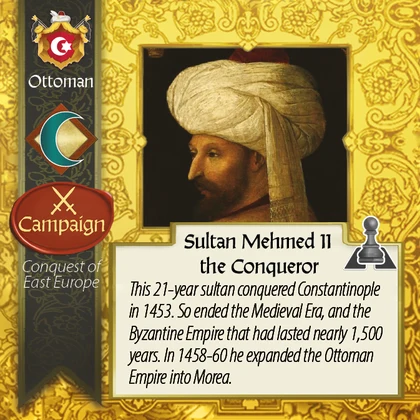 Ottoman
Campaign
Conquest of
East Europe
Sultan Mehmed II
the Conqueror
This 21-year sultan conquered Constantinople
in 1453. So ended the Medieval Era, and the
Byzantine Empire that had lasted nearly 1,500
years. In 1458-60 he expanded the Ottoman
Empire into Morea.